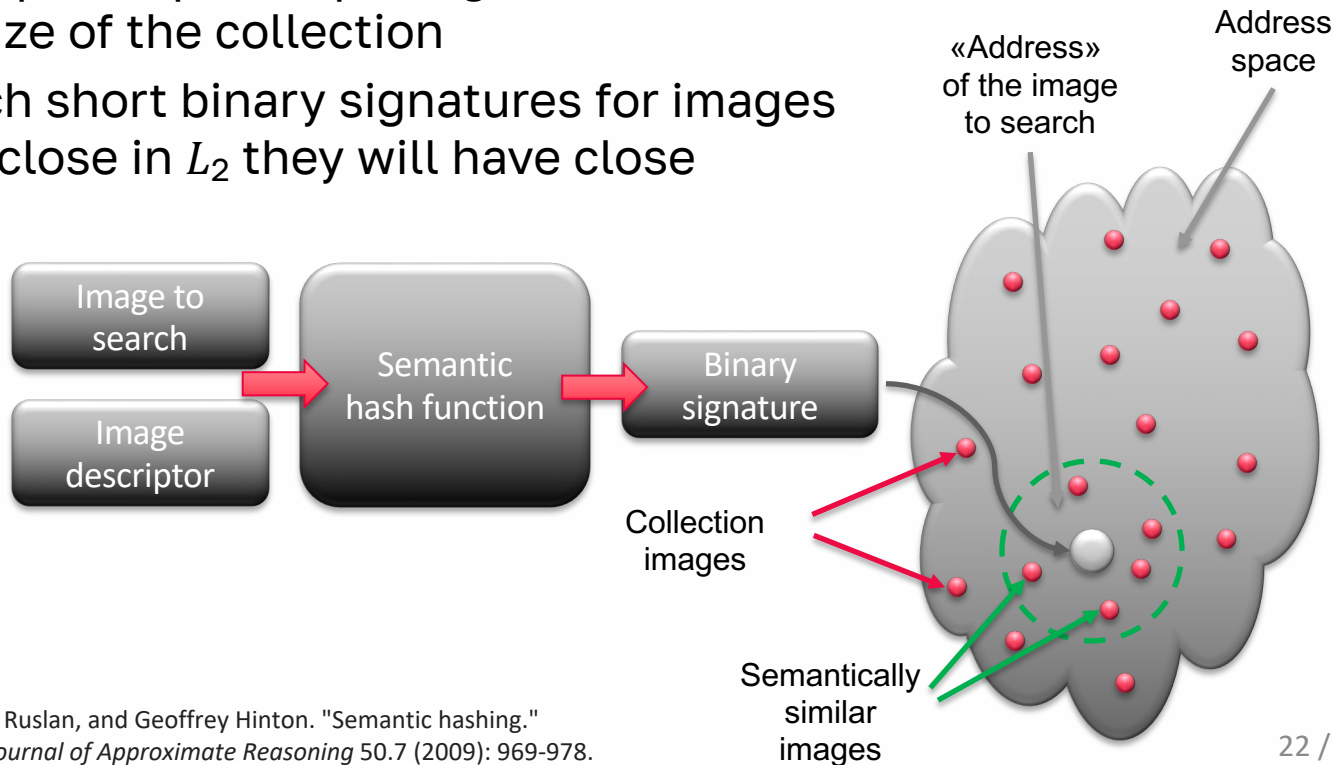 ize of the collection
ch short binary signatures for images
close in L₂ they will have close
«Address»
of the image
to search
Address
space
Image to
search
Image
descriptor
Semantic
hash function
Binary
signature
Collection
images
Semantically
similar
images
Ruslan, and Geoffrey Hinton. "Semantic hashing."
ournal of Approximate Reasoning 50.7 (2009): 969-978.
22 /